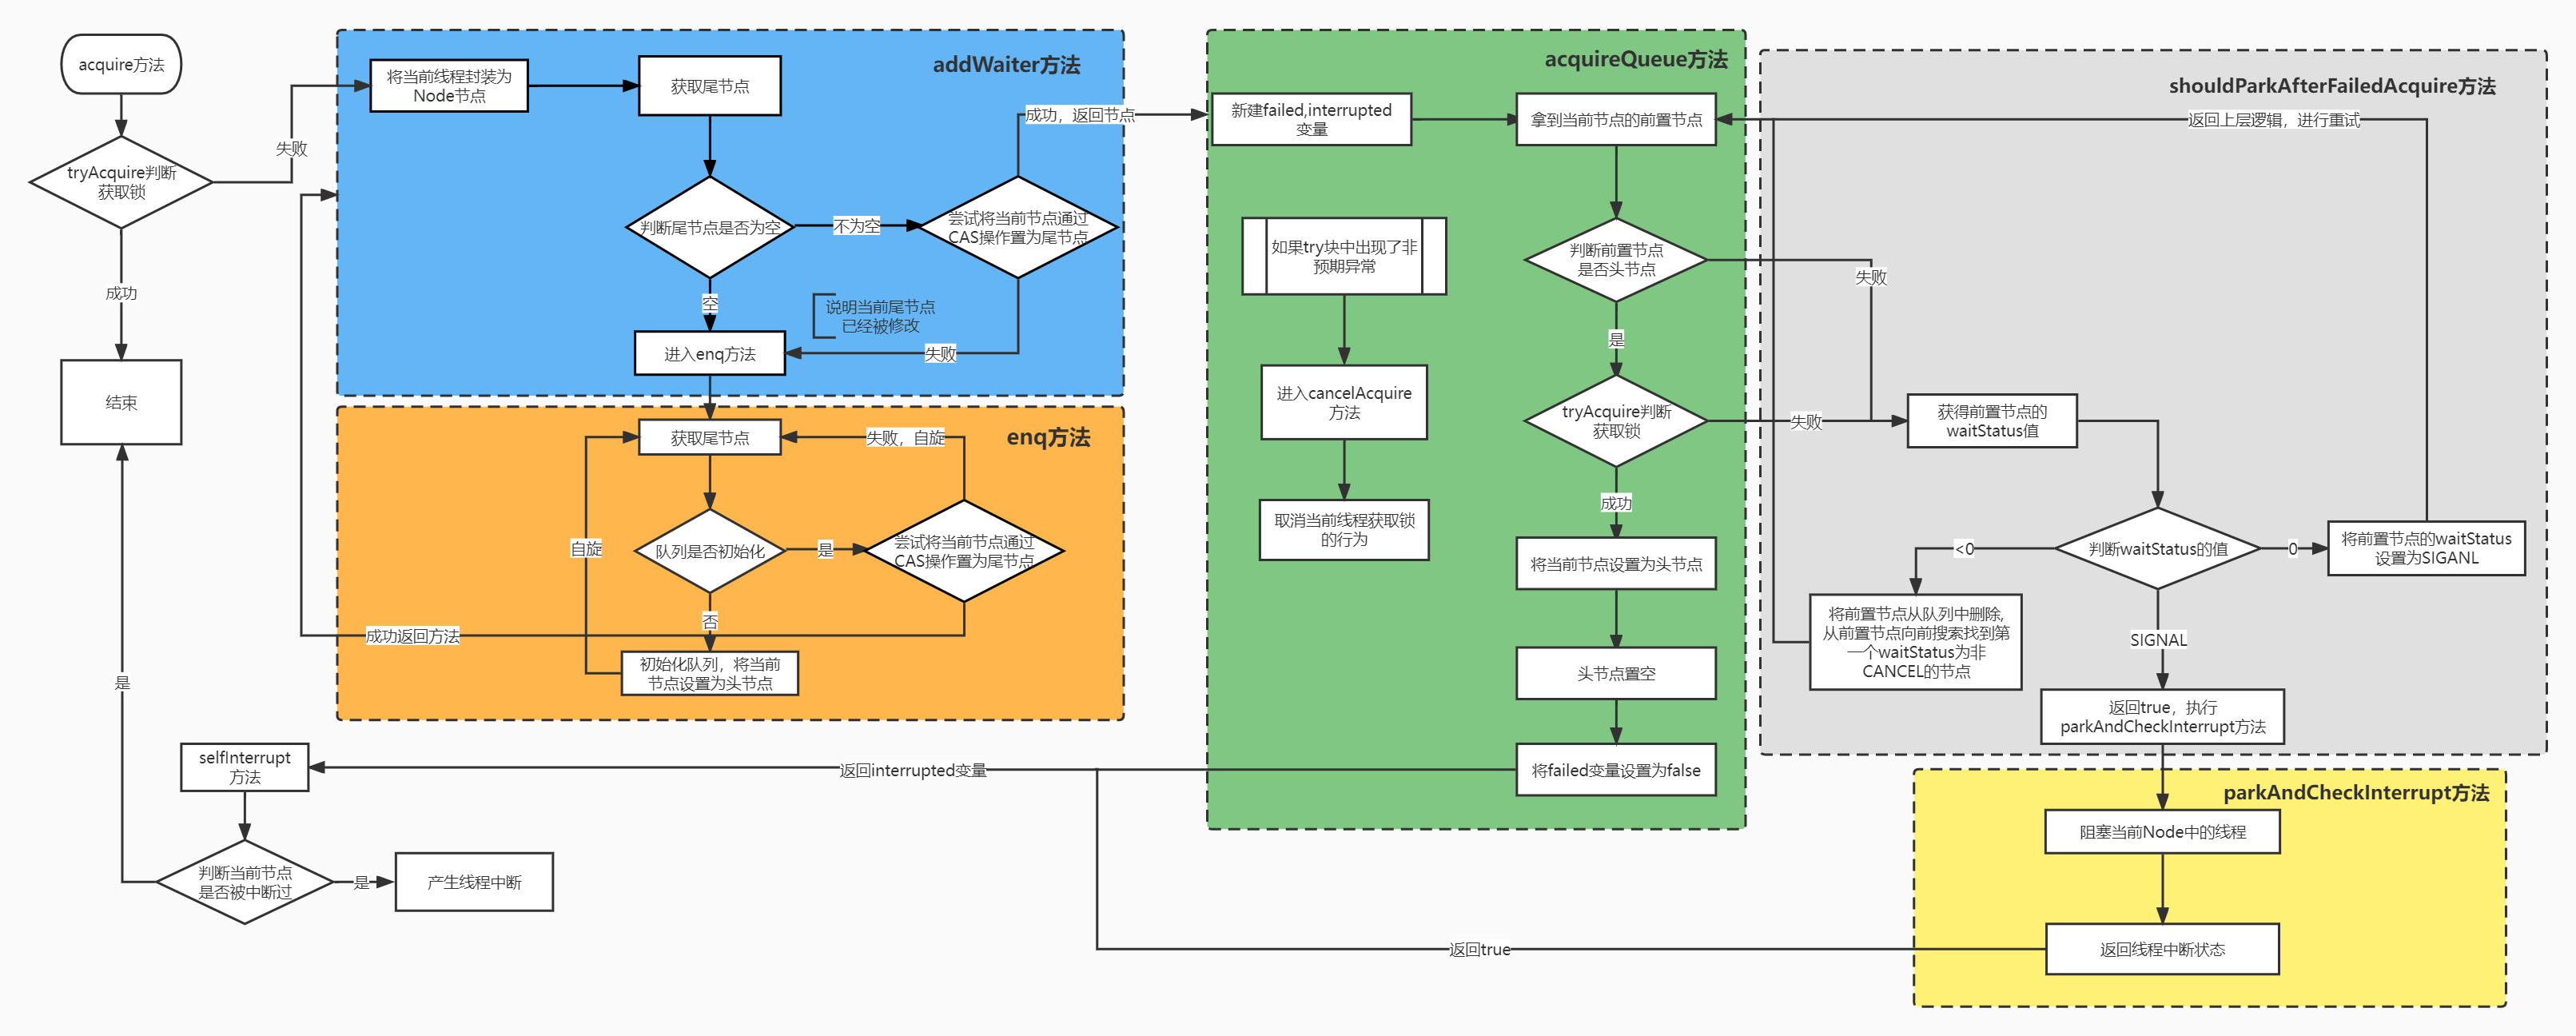 acquire方法
tryAcquire判断
获取锁
失败
成功
结束
是
addWaiter方法
将当前线程封装为
Node节点
获取尾节点
判断尾节点是否为空
不为空
尝试将当前节点通过
CAS操作置为尾节点
成功，返回节点
空
说明当前尾节点
已经被修改
进入enq方法
失败
enq方法
获取尾节点
失败，自旋
自旋
队列是否初始化
是
尝试将当前节点通过
CAS操作置为尾节点
否
成功返回方法
初始化队列，将当前
节点设置为头节点
acquireQueue方法
新建failed,interrupted
变量
拿到当前节点的前置节点
如果try块中出现了非
预期异常
进入cancelAcquire
方法
取消当前线程获取锁
的行为
判断前置节点
是否头节点
失败
是
tryAcquire判断
获取锁
失败
成功
将当前节点设置为头节点
头节点置空
将failed变量设置为false
shouldParkAfterFailedAcquire方法
返回上层逻辑，进行重试
获得前置节点的
waitStatus值
判断waitStatus的值
<0
0
将前置节点的waitStatus
设置为SIGANL
将前置节点从队列中删除,
从前置节点向前搜索找到第
一个waitStatus为非
CANCEL的节点
SIGNAL
返回true，执行
parkAndCheckInterrupt方法
parkAndCheckInterrupt方法
阻塞当前Node中的线程
返回线程中断状态
返回true
返回interrupted变量
selfInterrupt
方法
判断当前节点
是否被中断过
是
产生线程中断